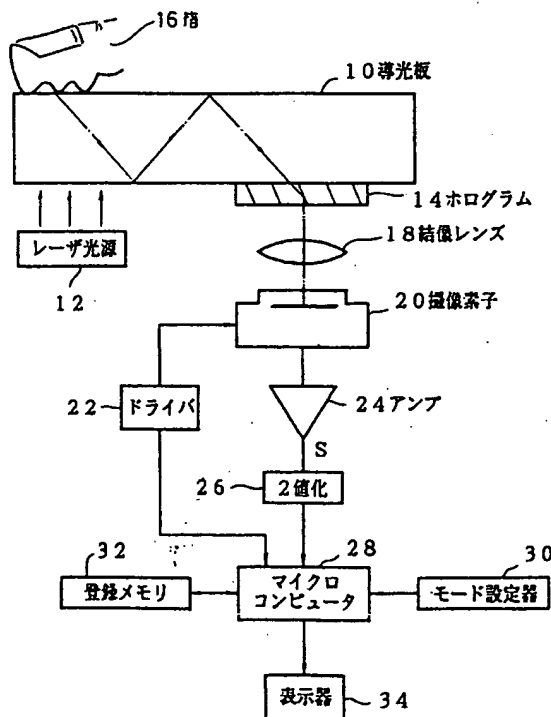 16指
10導光板
14ホログラム
18結像レンズ
レーザ光源
12
20撮像素子
22
ドライバ
24アンプ
S
26
2値化
28
32
30
登録メモリ
マイクロ
コンピュータ
モード設定器
表示器
34